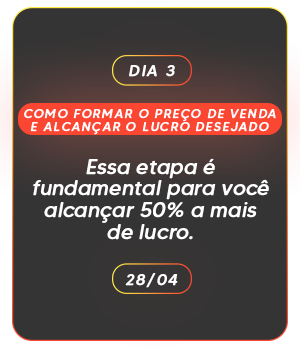 DIA 3
COMO FORMAR O PREÇO DE VENDA
E ALCANÇAR O LUCRO DESEJADO
Essa etapa é
fundamental para você
alcançar 50% a mais
de lucro.
28/04